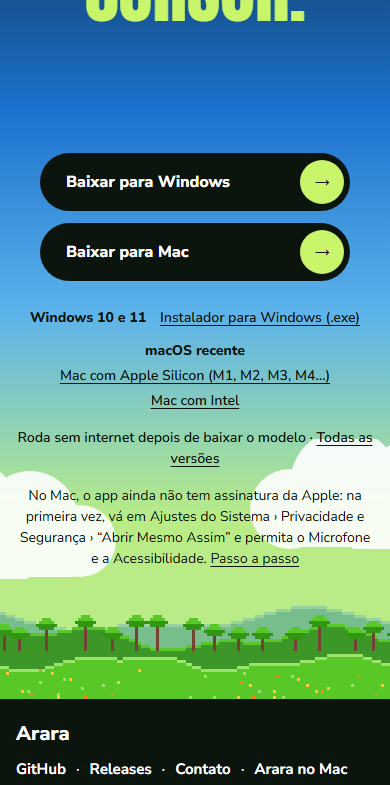 Baixar para Windows →
Baixar para Mac →
Windows 10 e 11 Instalador para Windows (.exe)
macOS recente
Mac com Apple Silicon (M1, M2, M3, M4…)
Mac com Intel
Roda sem internet depois de baixar o modelo · Todas as
versões
No Mac, o app ainda não tem assinatura da Apple: na
primeira vez, vá em Ajustes do Sistema › Privacidade e
Segurança › “Abrir Mesmo Assim” e permita o Microfone
e a Acessibilidade. Passo a passo
Arara
GitHub · Releases · Contato · Arara no Mac